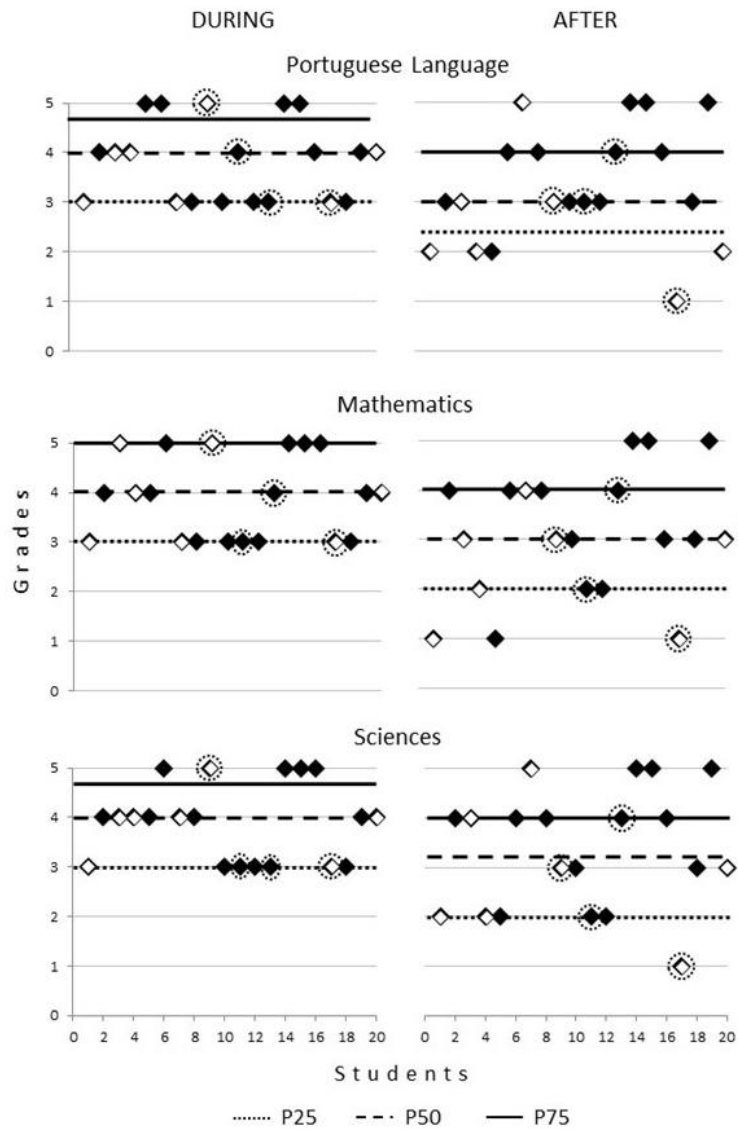 DURING AFTER
Portuguese Language
5
4
3
2
1
0
Mathematics
5
4
3
2
1
0
Grades
Sciences
5
4
3
2
1
0
0 2 4 6 8 10 12 14 16 18 20 0 2 4 6 8 10 12 14 16 18 20
Students
P25 P50 P75